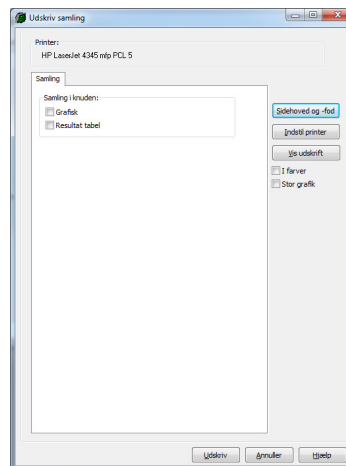 Udskriv samling
Printer:
HP LaserJet 4345 mfp PCL 5
Samling
Samling i knuden:
Grafisk
Resultat tabel
Sidehoved og -fod
Indstil printer
Vis udskrift
I farver
Stor grafik
Udskriv
Annuller
Hjælp